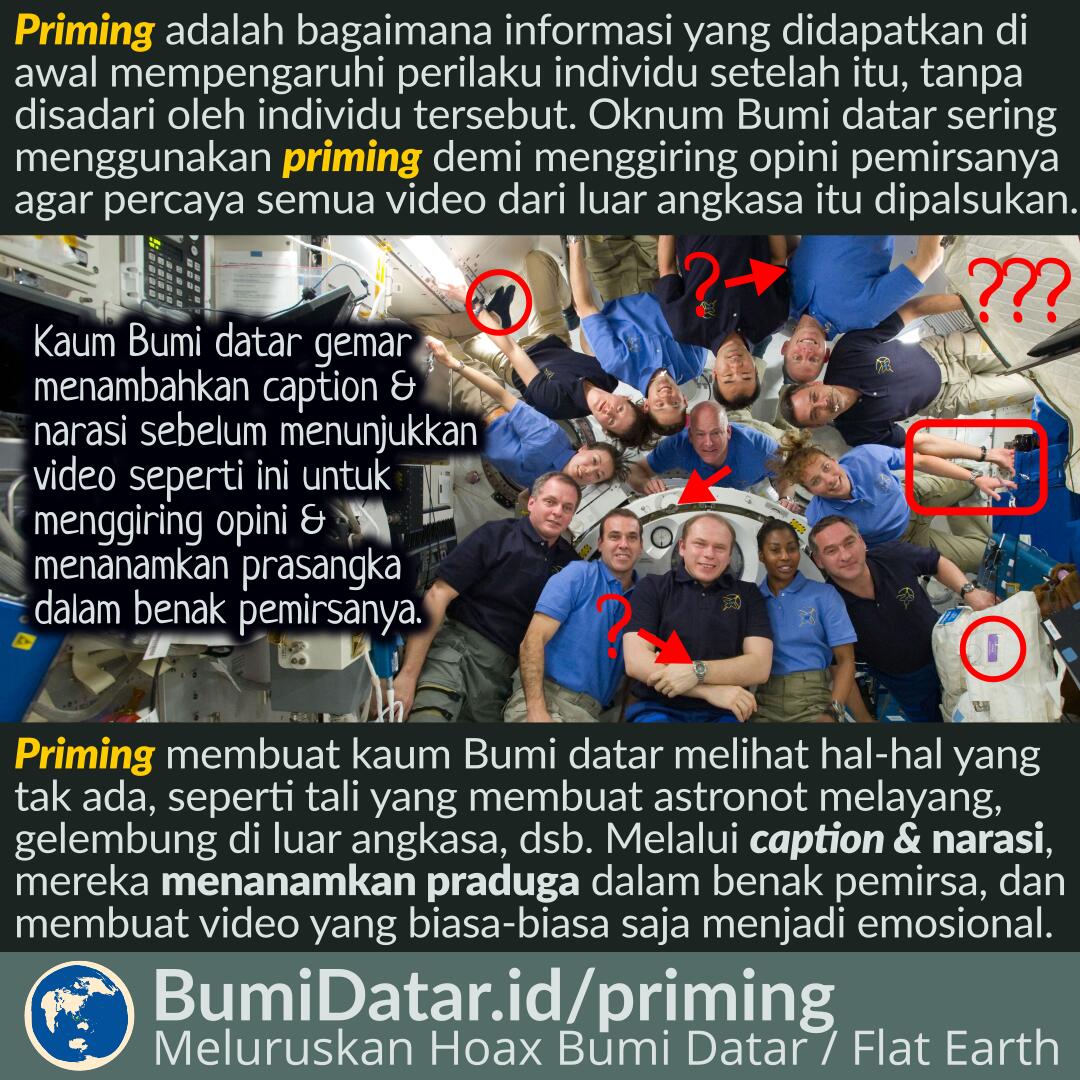 Priming adalah bagaimana informasi yang didapatkan di
awal mempengaruhi perilaku individu setelah itu, tanpa
disadari oleh individu tersebut. Oknum Bumi datar sering
menggunakan priming demi menggiring opini pemirsanya
agar percaya semua video dari luar angkasa itu dipalsukan.
? ???
Kaum Bumi datar gemar
menambahkan caption &
narasi sebelum menunjukkan
video seperti ini untuk
menggiring opini &
menanamkan prasangka
dalam benak pemirsanya.
?
Priming membuat kaum Bumi datar melihat hal-hal yang
tak ada, seperti tali yang membuat astronot melayang,
gelembung di luar angkasa, dsb. Melalui caption & narasi,
mereka menanamkan praduga dalam benak pemirsa, dan
membuat video yang biasa-biasa saja menjadi emosional.
BumiDatar.id/priming
Meluruskan Hoax Bumi Datar / Flat Earth